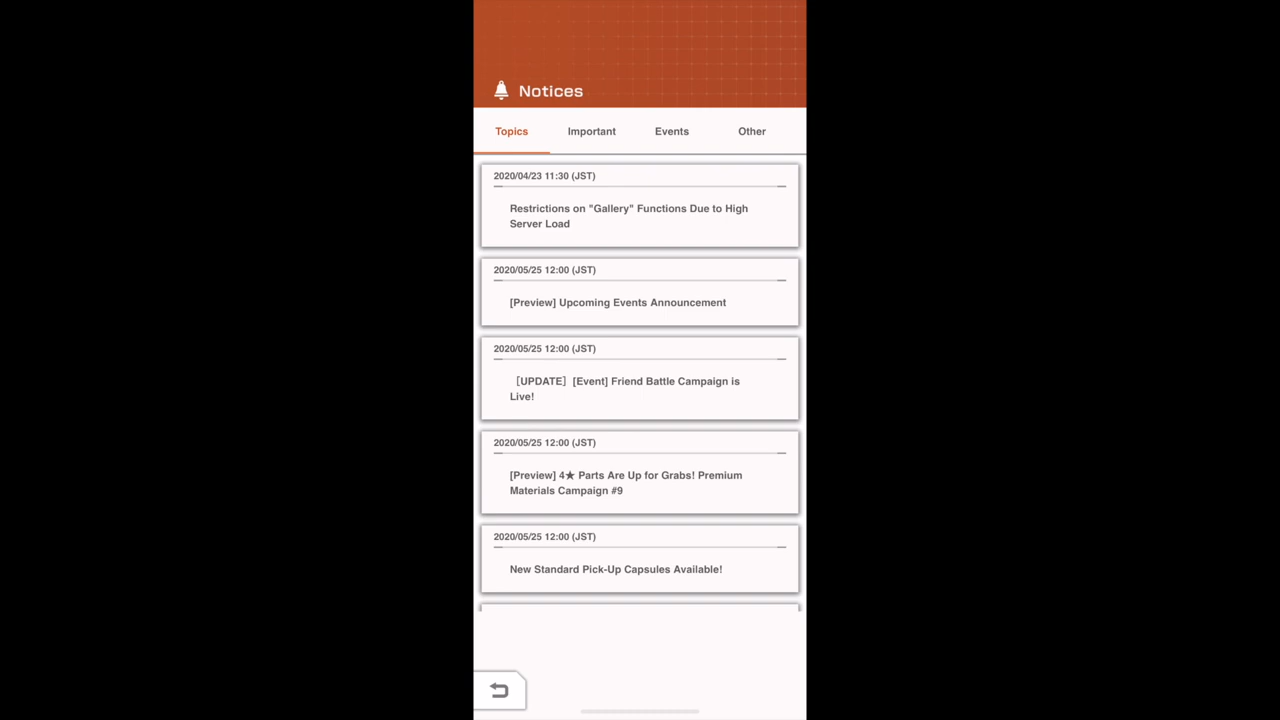 Notices
Topics
Important
Events
Other
2020/04/23 11:30 (JST)
Restrictions on "Gallery" Functions Due to High
Server Load
2020/05/25 12:00 (JST)
[Preview] Upcoming Events Announcement
2020/05/25 12:00 (JST)
［UPDATE］[Event] Friend Battle Campaign is
Live!
2020/05/25 12:00 (JST)
[Preview] 4★ Parts Are Up for Grabs! Premium
Materials Campaign #9
2020/05/25 12:00 (JST)
New Standard Pick-Up Capsules Available!